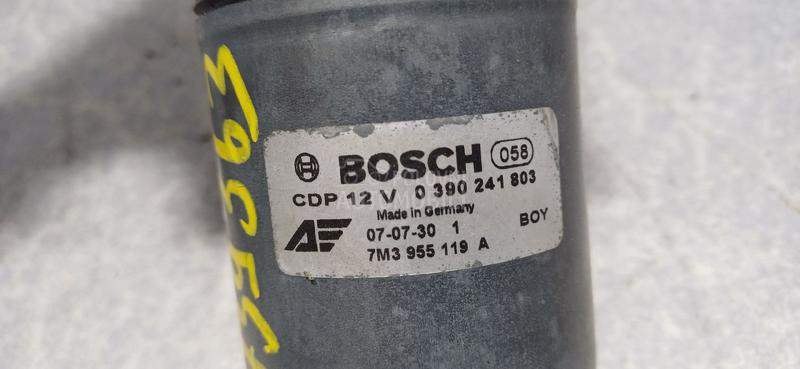 BOSCH 058
CDP 12 V 0 390 241 803
Made in Germany
07-07-30 1 BOY
7M3 955 119 A